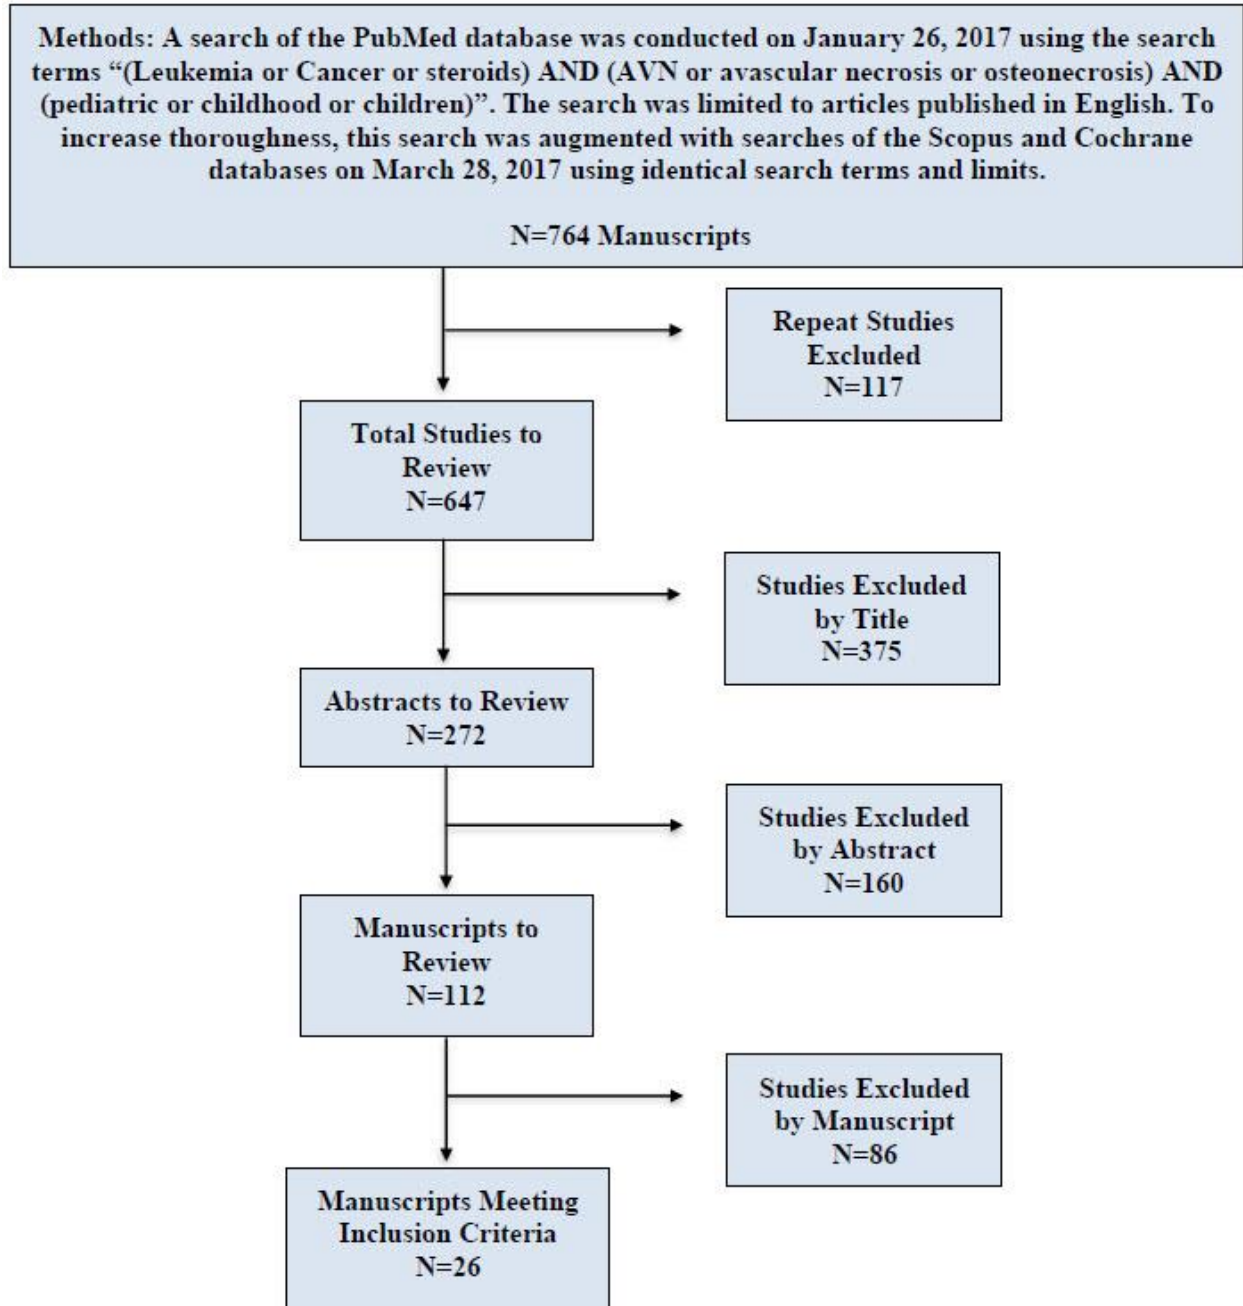 Methods: A search of the PubMed database was conducted on January 26, 2017 using the search
terms “(Leukemia or Cancer or steroids) AND (AVN or avascular necrosis or osteonecrosis) AND
(pediatric or childhood or children)”. The search was limited to articles published in English. To
increase thoroughness, this search was augmented with searches of the Scopus and Cochrane
databases on March 28, 2017 using identical search terms and limits.
N=764 Manuscripts
Repeat Studies
Excluded
N=117
Total Studies to
Review
N=647
Studies Excluded
by Title
N=375
Abstracts to Review
N=272
Studies Excluded
by Abstract
N=160
Manuscripts to
Review
N=112
Studies Excluded
by Manuscript
N=86
Manuscripts Meeting
Inclusion Criteria
N=26